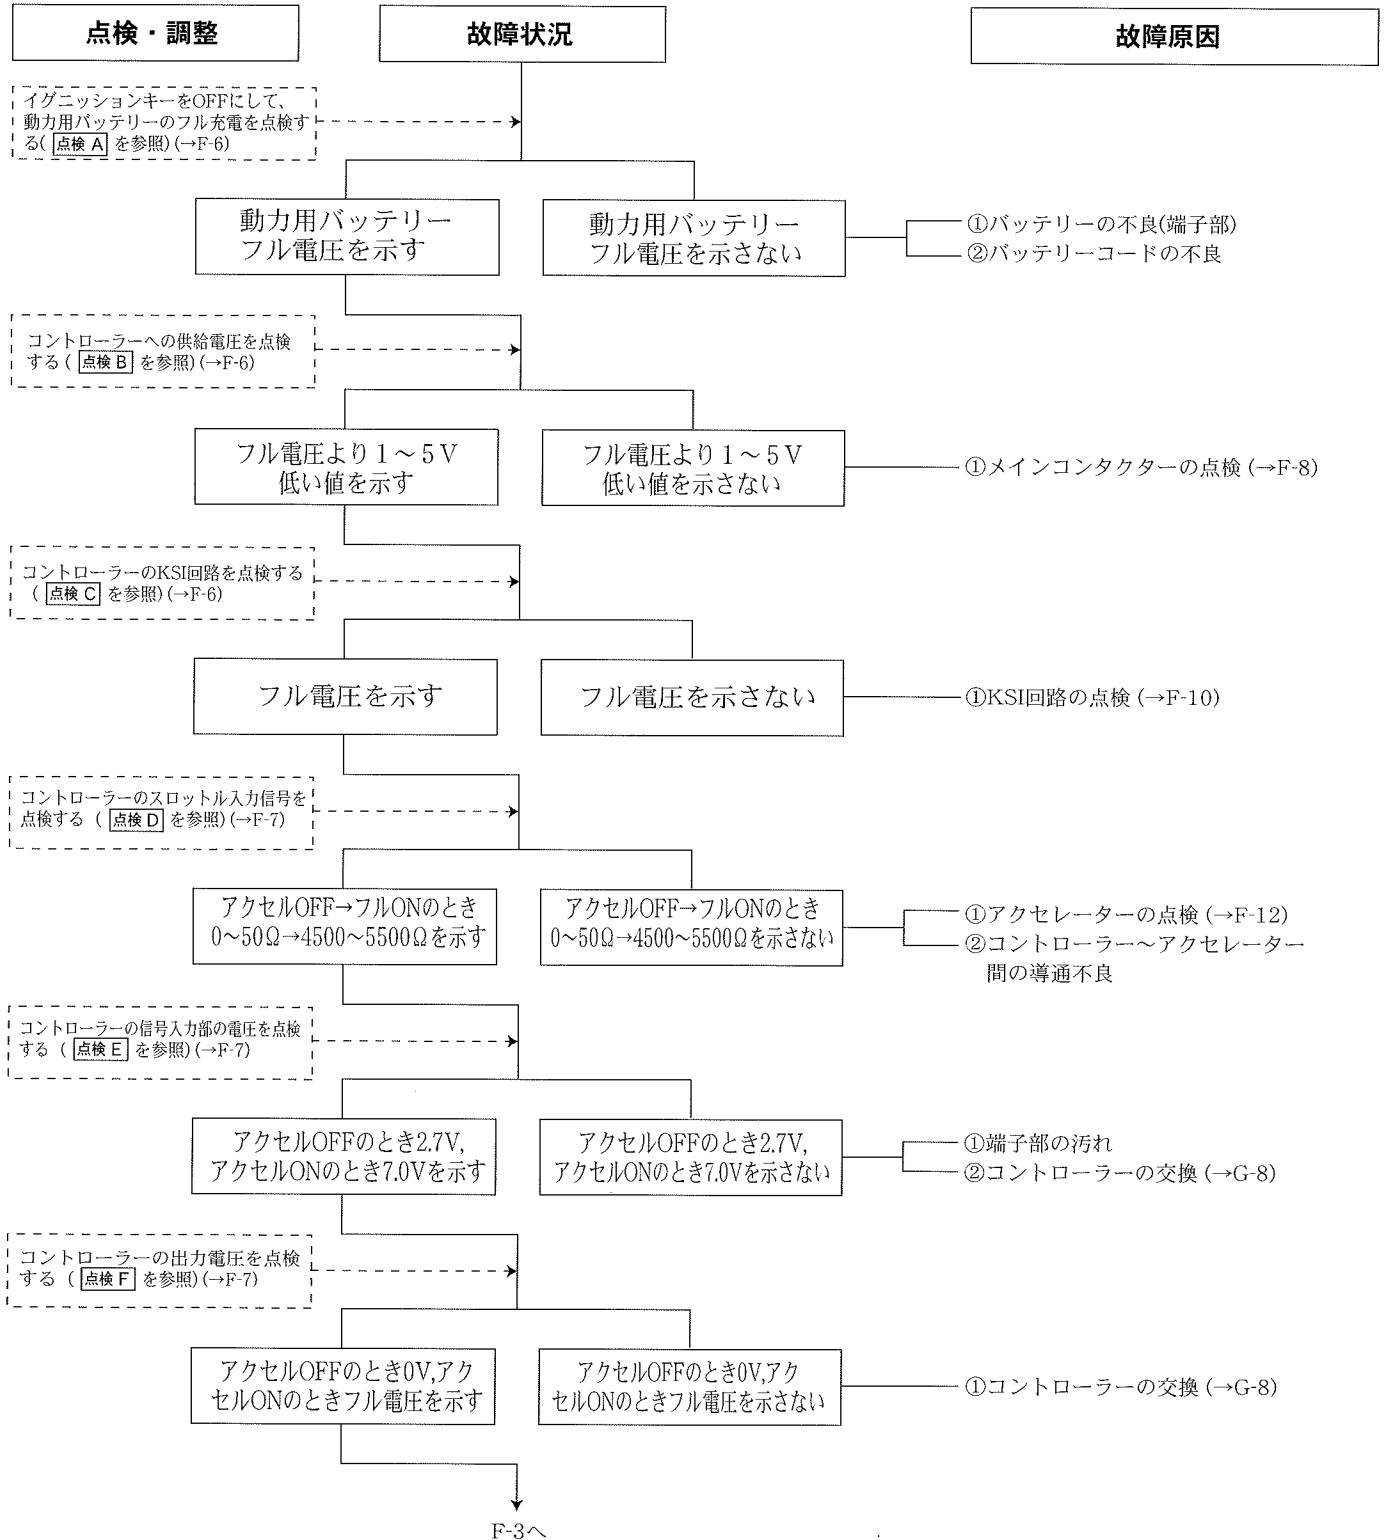 点検・調整
故障状況
故障原因
イグニッションキーをOFFにして、
動力用バッテリーのフル充電を点検す
る( 点検 A を参照) (→F-6)
動力用バッテリー
フル電圧を示す
動力用バッテリー
フル電圧を示さない
①バッテリーの不良(端子部)
②バッテリーコードの不良
コントローラーへの供給電圧を点検
する ( 点検 B を参照) (→F-6)
フル電圧より１～５Ｖ
低い値を示す
フル電圧より１～５Ｖ
低い値を示さない
①メインコンタクターの点検 (→F-8)
コントローラーのKSI回路を点検する
( 点検 C を参照) (→F-6)
フル電圧を示す
フル電圧を示さない
①KSI回路の点検 (→F-10)
コントローラーのスロットル入力信号を
点検する ( 点検 D を参照) (→F-7)
アクセルOFF→フルONのとき
0～50Ω→4500～5500Ωを示す
アクセルOFF→フルONのとき
0～50Ω→4500～5500Ωを示さない
①アクセレーターの点検 (→F-12)
②コントローラー～アクセレーター
間の導通不良
コントローラーの信号入力部の電圧を点検
する ( 点検 E を参照) (→F-7)
アクセルOFFのとき2.7V,
アクセルONのとき7.0Vを示す
アクセルOFFのとき2.7V,
アクセルONのとき7.0Vを示さない
①端子部の汚れ
②コントローラーの交換 (→G-8)
コントローラーの出力電圧を点検
する ( 点検 F を参照) (→F-7)
アクセルOFFのとき0V,アク
セルONのときフル電圧を示す
アクセルOFFのとき0V,アク
セルONのときフル電圧を示さない
①コントローラーの交換 (→G-8)
F-3へ